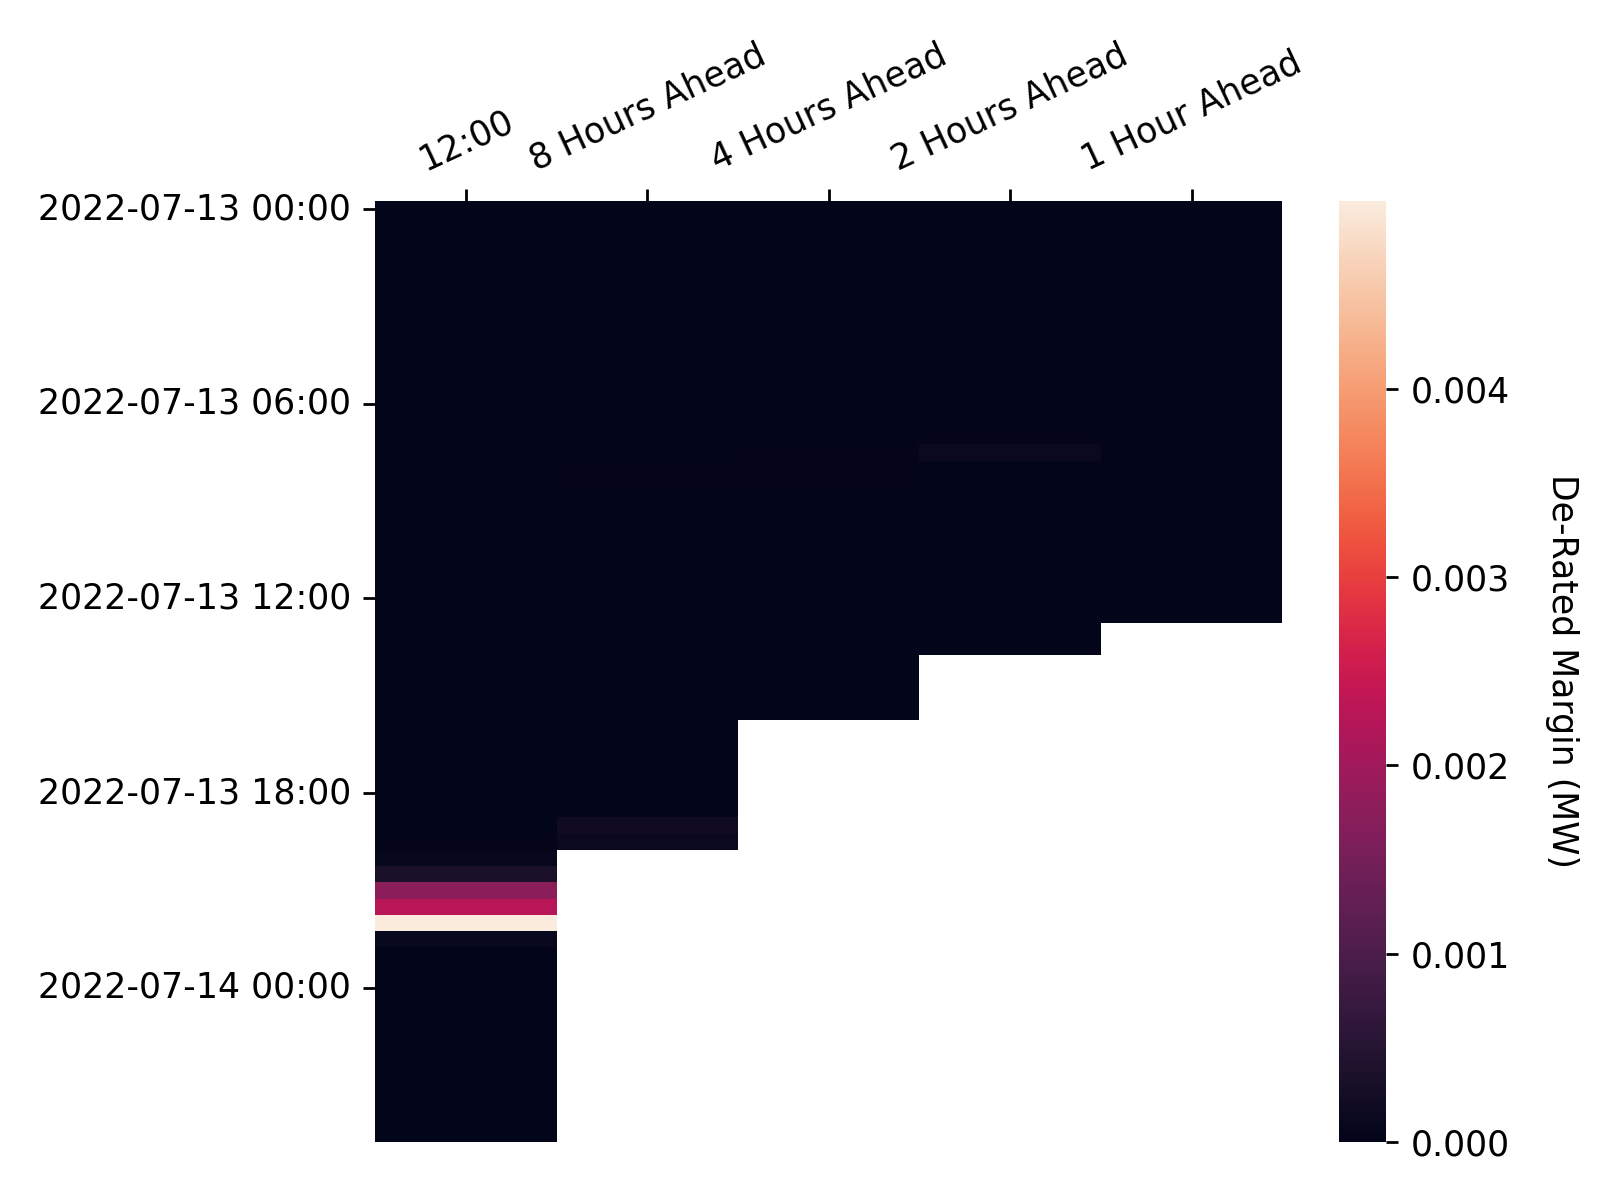 12:00
8 Hours Ahead
4 Hours Ahead
2 Hours Ahead
1 Hour Ahead
2022-07-13 00:00
2022-07-13 06:00
2022-07-13 12:00
2022-07-13 18:00
2022-07-14 00:00
0.004
0.003
0.002
0.001
0.000
De-Rated Margin (MW)